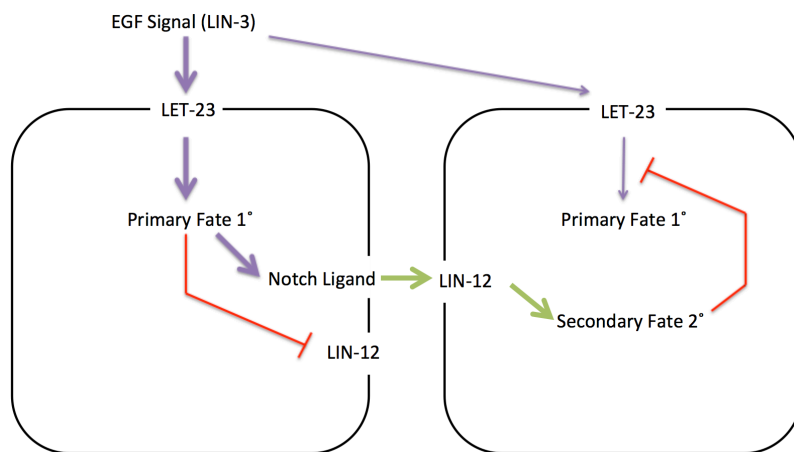 EGF Signal (LIN-3)
LET-23
LET-23
Primary Fate 1˚
Primary Fate 1˚
Notch Ligand
LIN-12
Secondary Fate 2˚
LIN-12